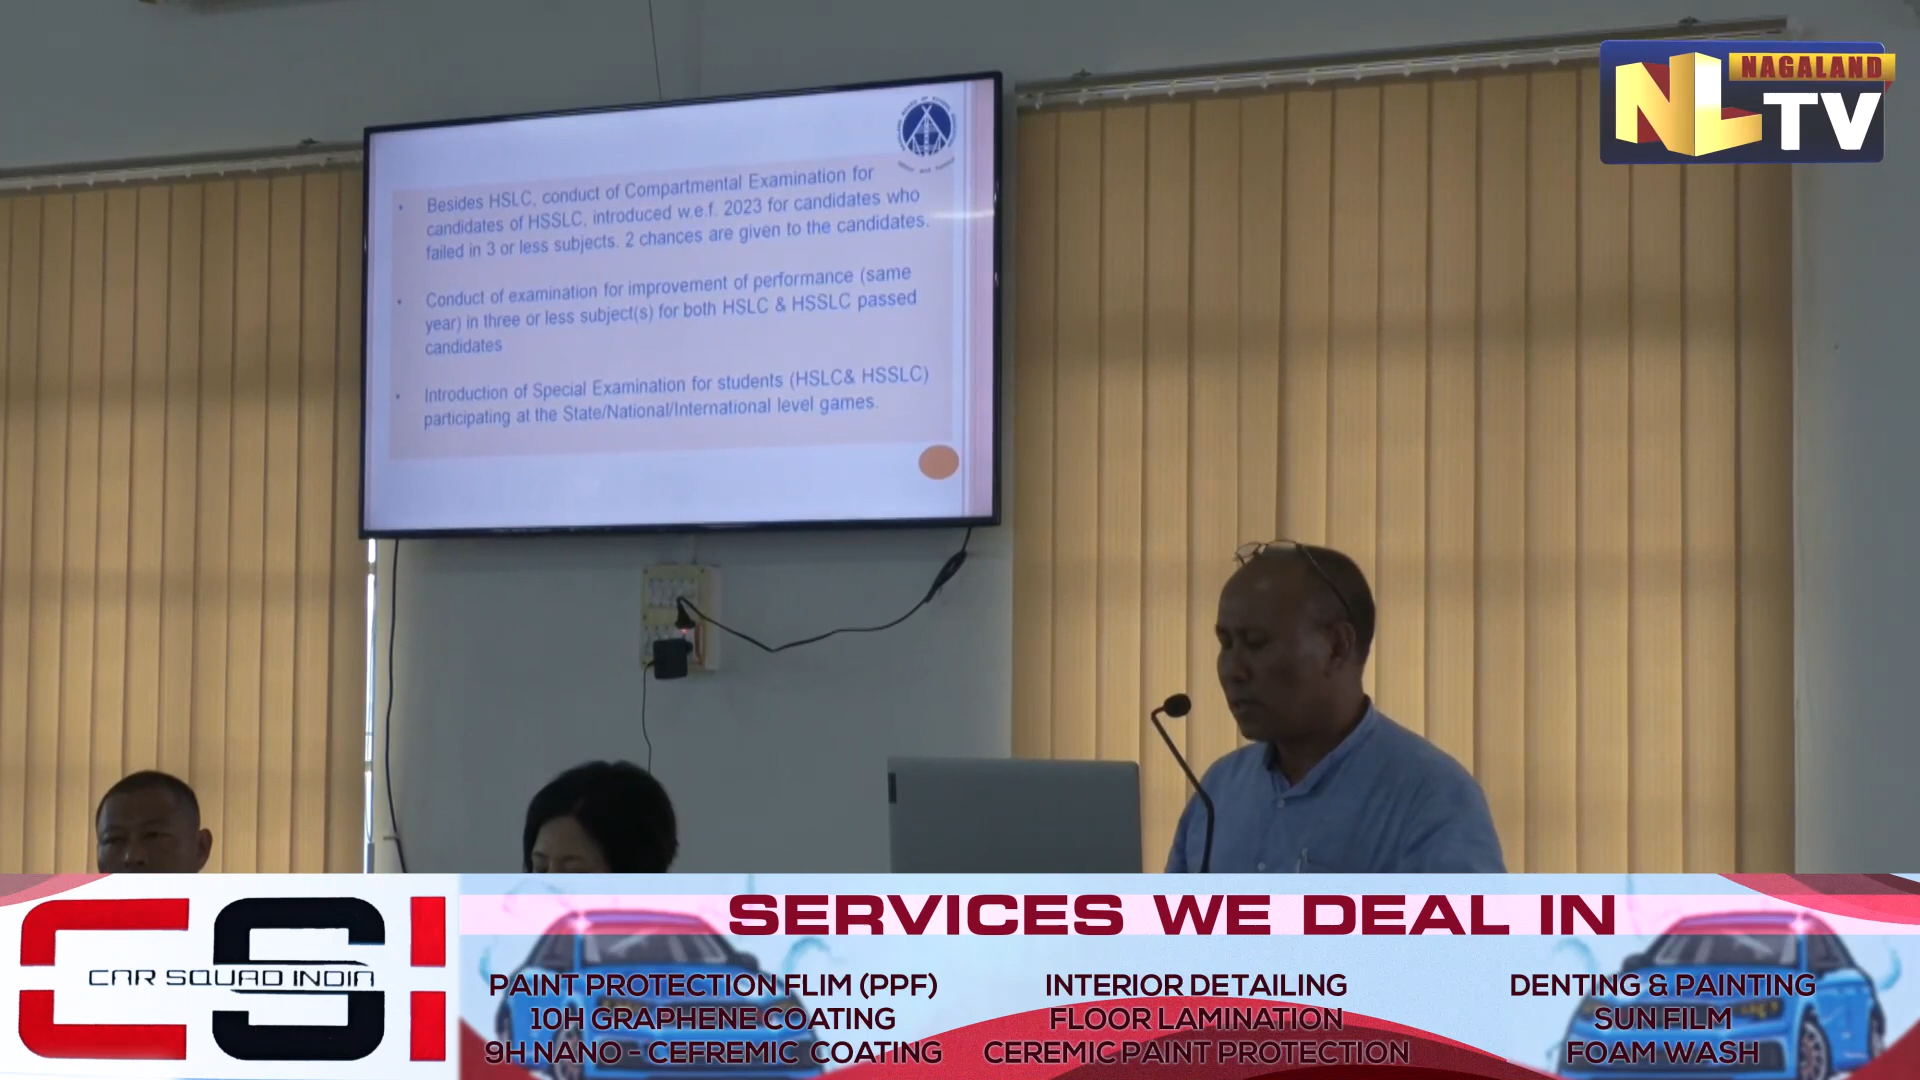 NAGALAND
NL TV
Besides HSLC, conduct of Compartmental Examination for
candidates of HSSLC, introduced w.e.f. 2023 for candidates who
failed in 3 or less subjects. 2 chances are given to the candidates.
Conduct of examination for improvement of performance (same
year) in three or less subject(s) for both HSLC & HSSLC passed
candidates
Introduction of Special Examination for students (HSLC& HSSLC)
participating at the State/National/International level games.
CSI
CAR SQUAD INDIA
SERVICES WE DEAL IN
PAINT PROTECTION FLIM (PPF)
10H GRAPHENE COATING
9H NANO - CEFREMIC COATING
INTERIOR DETAILING
FLOOR LAMINATION
CEREMIC PAINT PROTECTION
DENTING & PAINTING
SUN FILM
FOAM WASH